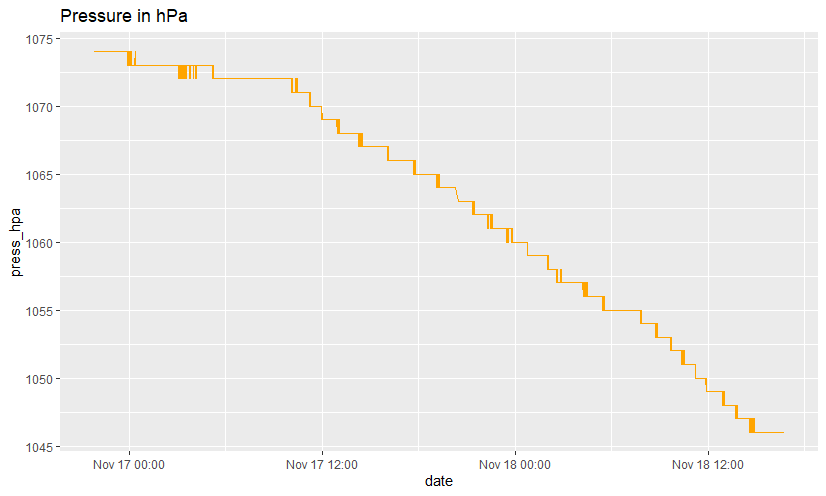 Pressure in hPa
1075
1070
1065
1060
1055
1050
1045
press_hpa
Nov 17 00:00
Nov 17 12:00
Nov 18 00:00
Nov 18 12:00
date